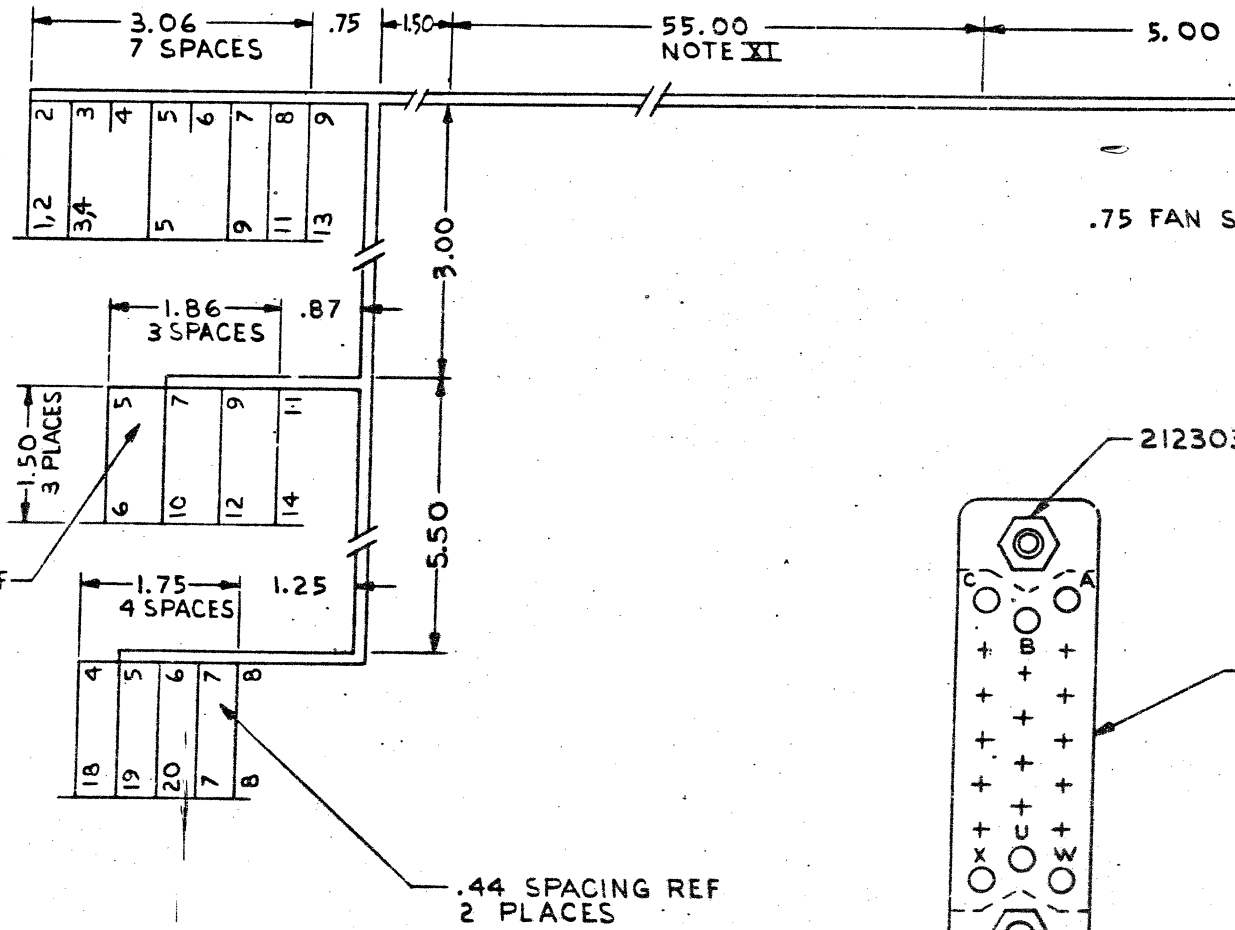 3.06 .75 1.50 55.00 5.00
7 SPACES NOTE XI
2 3 4 5 6 7 8 9
1,2 3,4 5 9 11 13
.75 FAN S
3.00
1.86 .87
3 SPACES
1.50
3 PLACES
5 7 9 11
6 10 12 14
5.50
F
1.75 1.25
4 SPACES
4 5 6 7 8
18 19 20 7 8
.44 SPACING REF
2 PLACES
212303
C A
B
U
X W